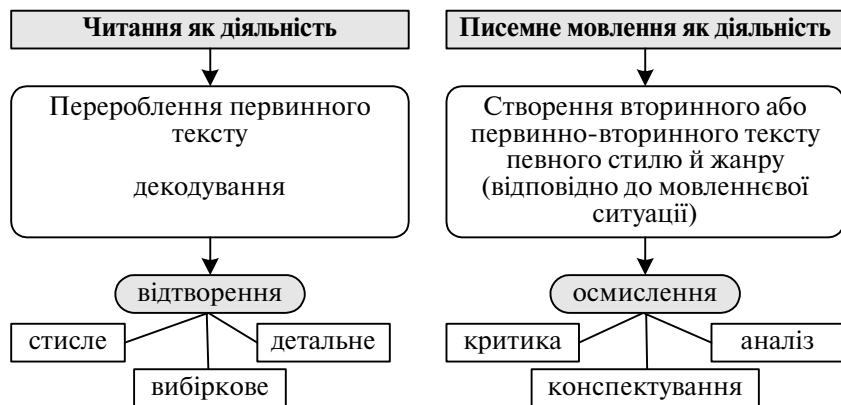 Читання як діяльність
Перероблення первинного
тексту
декодування
відтворення
стисле
детальне
вибіркове
Писемне мовлення як діяльність
Створення вторинного або
первинно-вторинного тексту
певного стилю й жанру
(відповідно до мовленнєвої
ситуації)
осмислення
критика
аналіз
конспектування